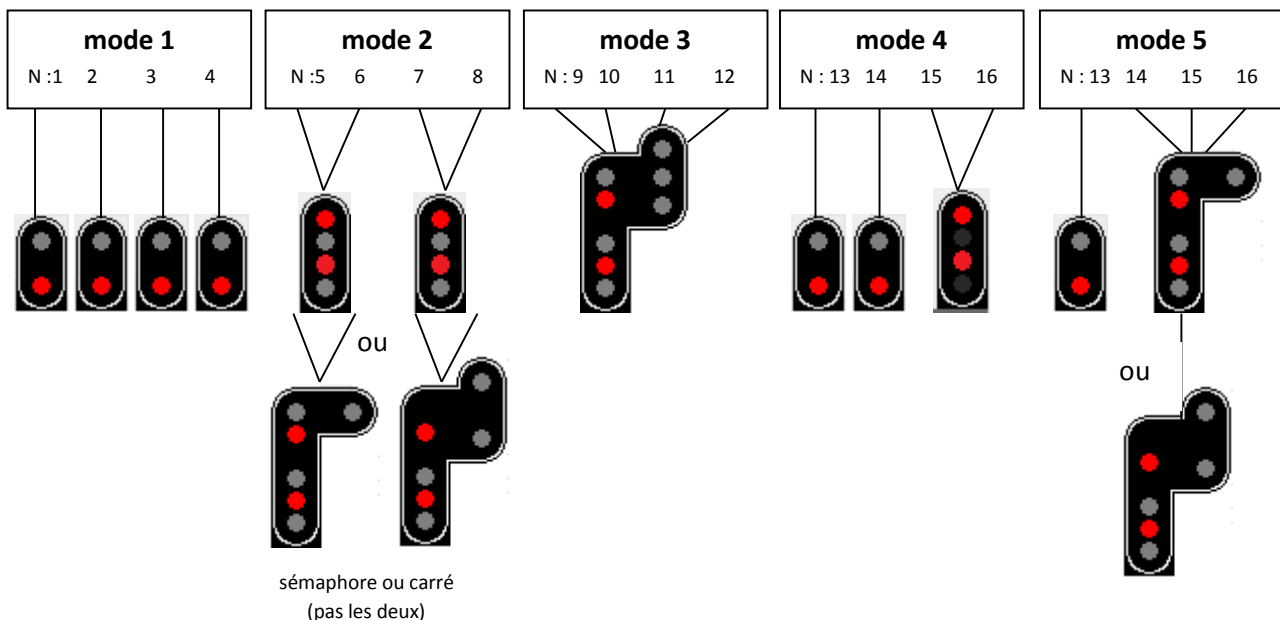 mode 1
N :1 2 3 4
mode 2
N :5 6 7 8
mode 3
N : 9 10 11 12
mode 4
N : 13 14 15 16
mode 5
N : 13 14 15 16
ou
ou
sémaphore ou carré
(pas les deux)